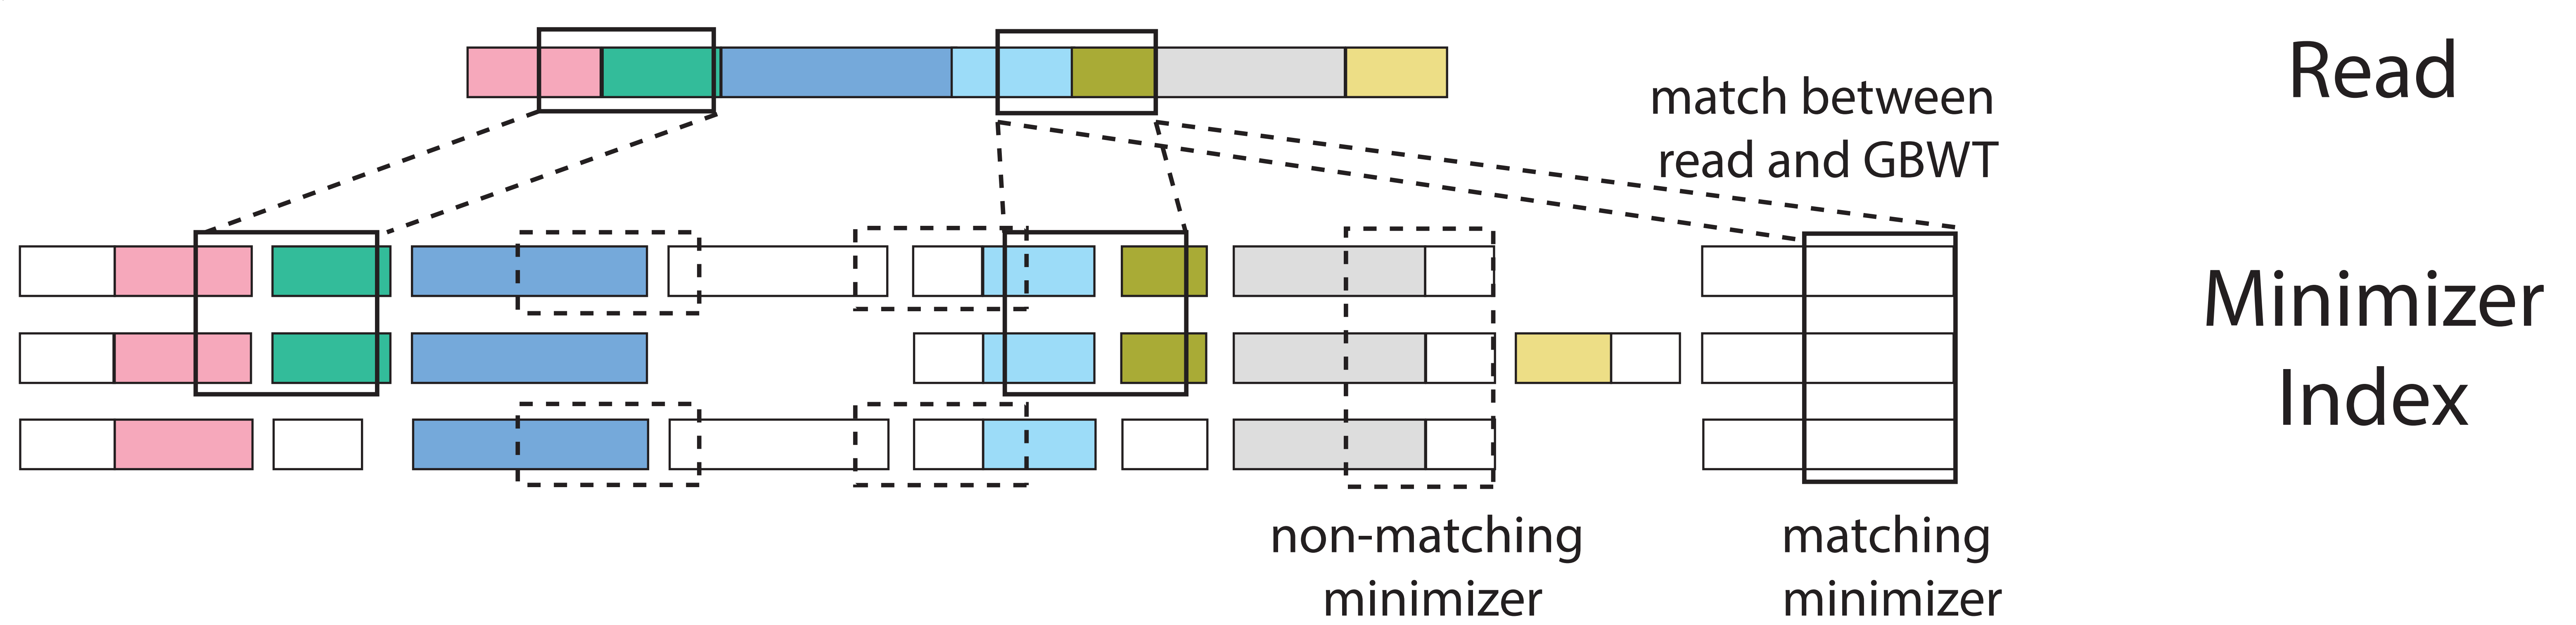 Read
match between
read and GBWT
Minimizer
Index
non-matching
minimizer
matching
minimizer